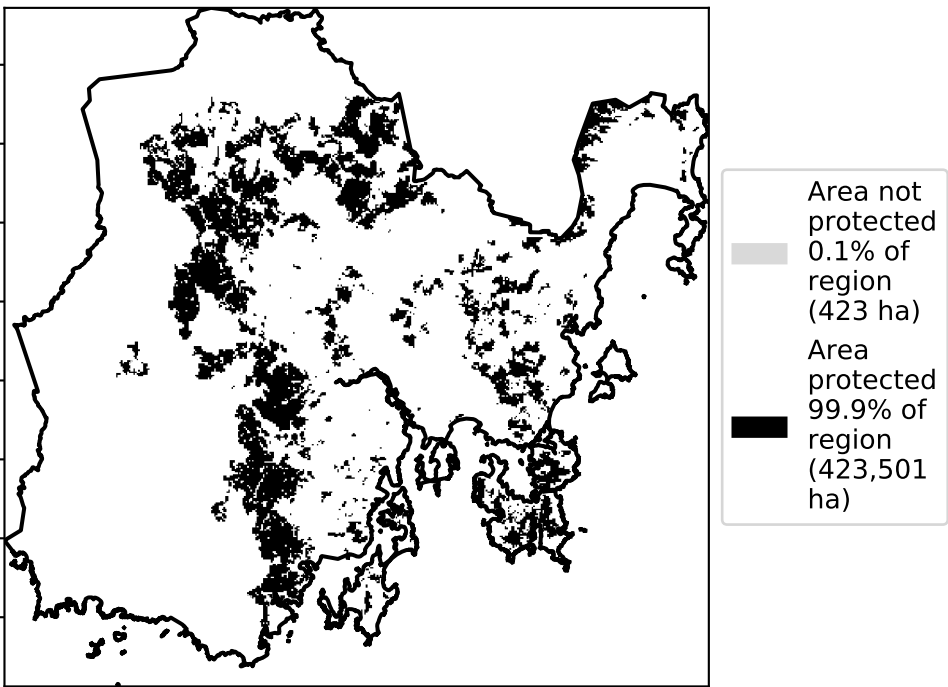 Area not
protected
0.1% of
region
(423 ha)
Area
protected
99.9% of
region
(423,501
ha)